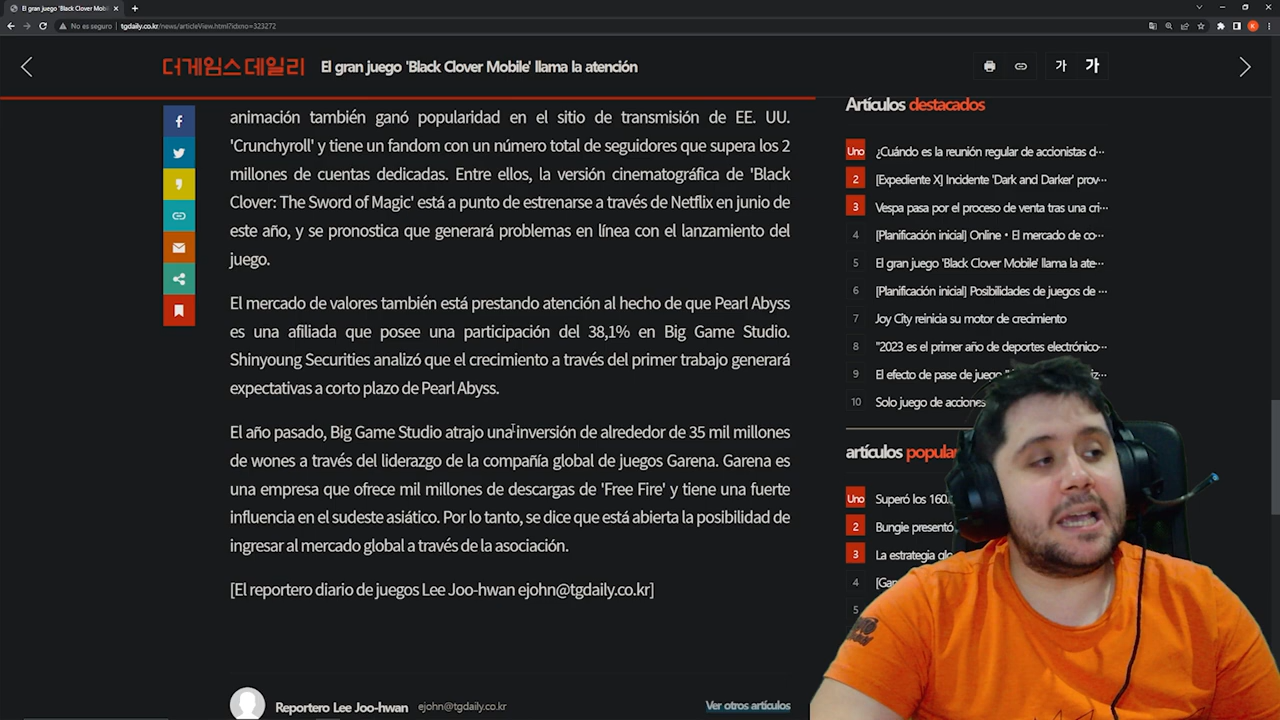 El gran juego 'Black Clover Mobil
No es seguro | tgdaily.co.kr/news/articleView.html?idxno=323272
더게임스데일리 El gran juego 'Black Clover Mobile' llama la atención
가 가
animación también ganó popularidad en el sitio de transmisión de EE. UU.
'Crunchyroll' y tiene un fandom con un número total de seguidores que supera los 2
millones de cuentas dedicadas. Entre ellos, la versión cinematográfica de 'Black
Clover: The Sword of Magic' está a punto de estrenarse a través de Netflix en junio de
este año, y se pronostica que generará problemas en línea con el lanzamiento del
juego.
El mercado de valores también está prestando atención al hecho de que Pearl Abyss
es una afiliada que posee una participación del 38,1% en Big Game Studio.
Shinyoung Securities analizó que el crecimiento a través del primer trabajo generará
expectativas a corto plazo de Pearl Abyss.
El año pasado, Big Game Studio atrajo una inversión de alrededor de 35 mil millones
de wones a través del liderazgo de la compañía global de juegos Garena. Garena es
una empresa que ofrece mil millones de descargas de 'Free Fire' y tiene una fuerte
influencia en el sudeste asiático. Por lo tanto, se dice que está abierta la posibilidad de
ingresar al mercado global a través de la asociación.
[El reportero diario de juegos Lee Joo-hwan ejohn@tgdaily.co.kr]
Reportero Lee Joo-hwan ejohn@tgdaily.co.kr Ver otros artículos
Artículos destacados
Uno ¿Cuándo es la reunión regular de accionistas d···
2 [Expediente X] Incidente 'Dark and Darker' prov···
3 Vespa pasa por el proceso de venta tras una cri···
4 [Planificación inicial] Online · El mercado de co···
5 El gran juego 'Black Clover Mobile' llama la ate···
6 [Planificación inicial] Posibilidades de juegos de ···
7 Joy City reinicia su motor de crecimiento
8 "2023 es el primer año de deportes electrónico···
9 El efecto de pase de juego
10 Solo juego de acciones
artículos popula
Uno Superó los 160.
2 Bungie presentó
3 La estrategia glo
4 [Ga
5